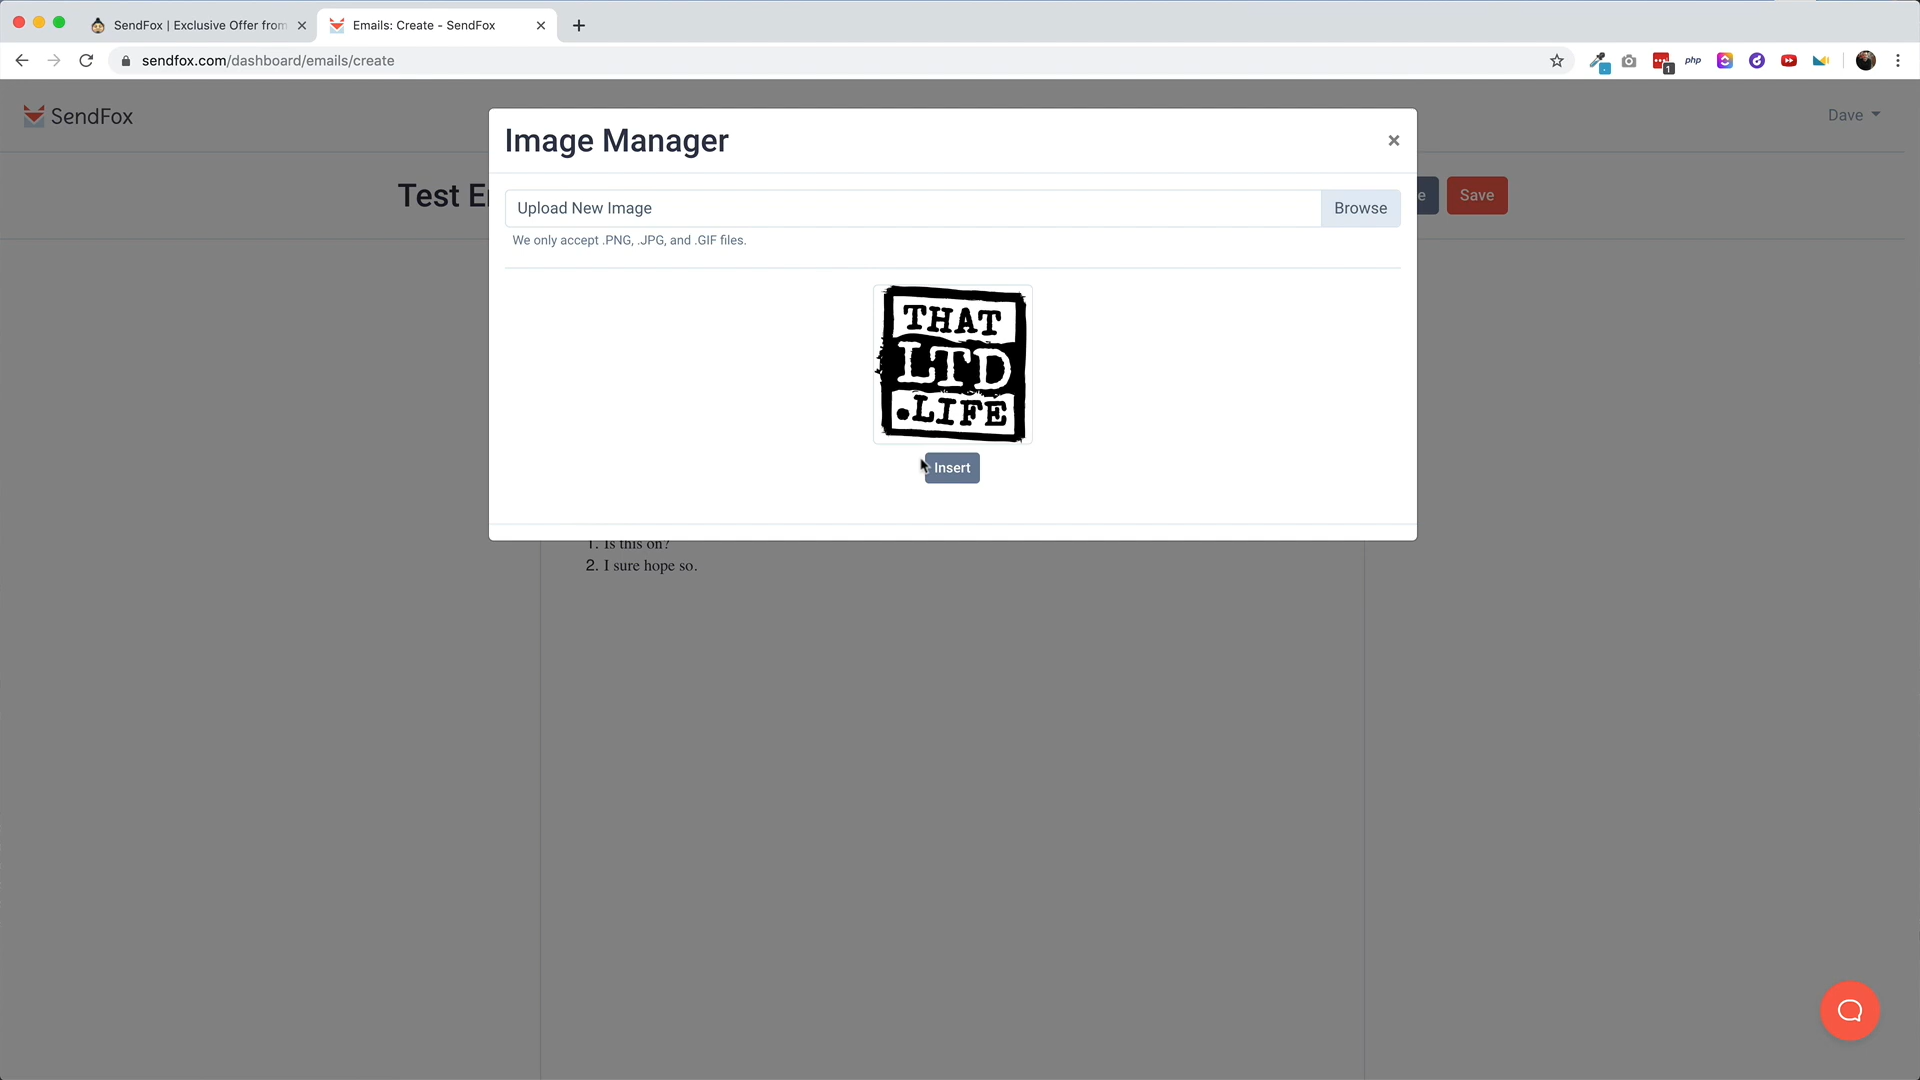 SendFox | Exclusive Offer from
Emails: Create - SendFox
sendfox.com/dashboard/emails/create
1
php
SendFox
Dave
Image Manager
×
Test E
e
Save
Upload New Image
Browse
We only accept .PNG, .JPG, and .GIF files.
THAT
LTD
.LIFE
Insert
1. Is this on?
2. I sure hope so.